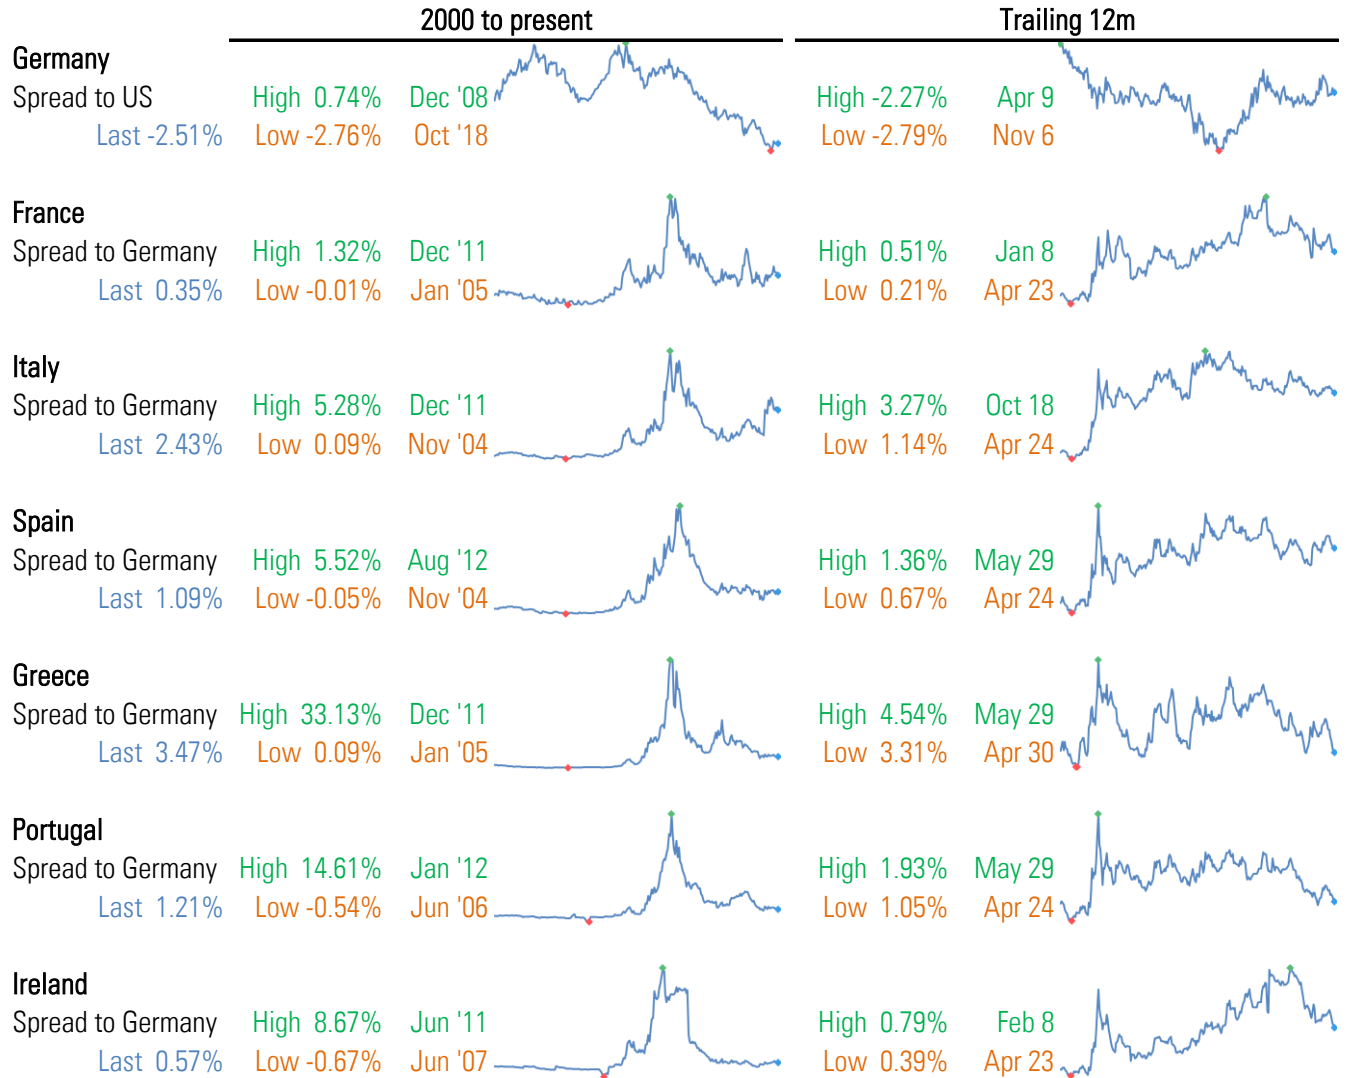 2000 to present Trailing 12m
Germany
Spread to US High 0.74% Dec '08 High -2.27% Apr 9
Last -2.51% Low -2.76% Oct '18 Low -2.79% Nov 6
France
Spread to Germany High 1.32% Dec '11 High 0.51% Jan 8
Last 0.35% Low -0.01% Jan '05 Low 0.21% Apr 23
Italy
Spread to Germany High 5.28% Dec '11 High 3.27% Oct 18
Last 2.43% Low 0.09% Nov '04 Low 1.14% Apr 24
Spain
Spread to Germany High 5.52% Aug '12 High 1.36% May 29
Last 1.09% Low -0.05% Nov '04 Low 0.67% Apr 24
Greece
Spread to Germany High 33.13% Dec '11 High 4.54% May 29
Last 3.47% Low 0.09% Jan '05 Low 3.31% Apr 30
Portugal
Spread to Germany High 14.61% Jan '12 High 1.93% May 29
Last 1.21% Low -0.54% Jun '06 Low 1.05% Apr 24
Ireland
Spread to Germany High 8.67% Jun '11 High 0.79% Feb 8
Last 0.57% Low -0.67% Jun '07 Low 0.39% Apr 23